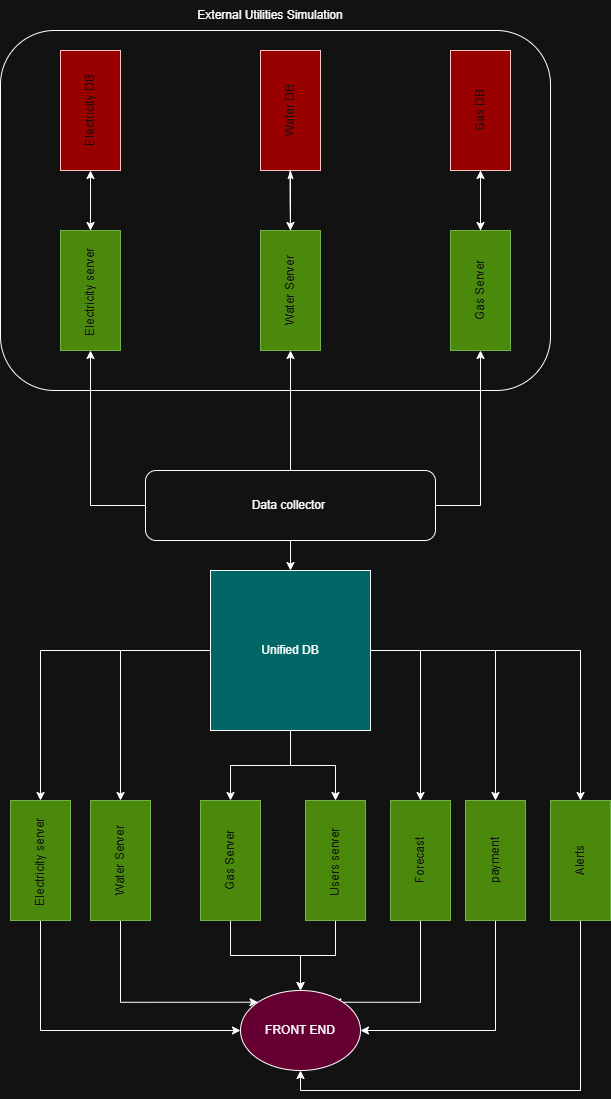 External Utilities Simulation
Electricity DB
Water DB
Gas DB
Electricity server
Water Server
Gas Server
Data collector
Unified DB
Electricity server
Water Server
Gas Server
Users server
Forecast
payment
Alerts
FRONT END